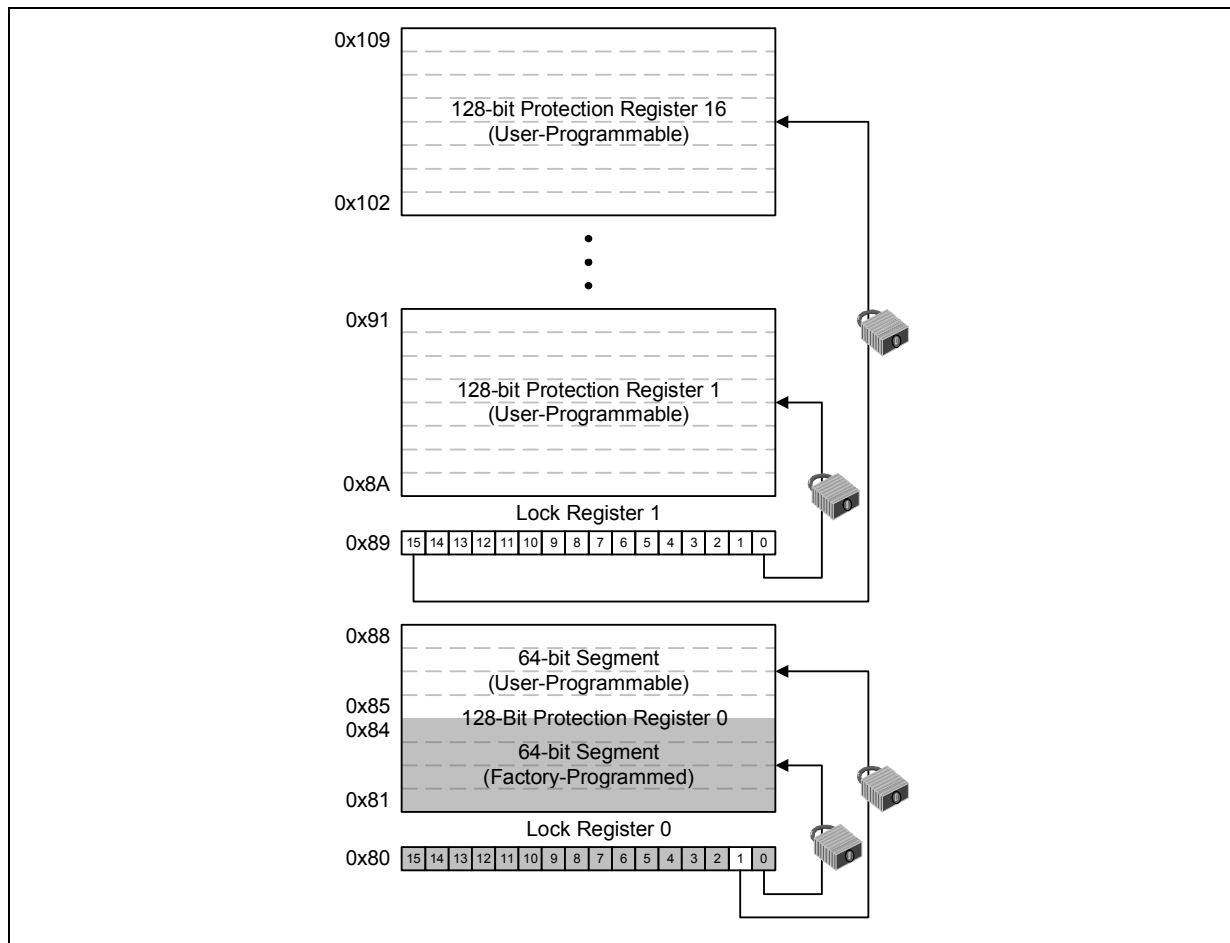 0x109
128-bit Protection Register 16
(User-Programmable)
0x102
0x91
128-bit Protection Register 1
(User-Programmable)
0x8A
Lock Register 1
0x89
15 14 13 12 11 10 9 8 7 6 5 4 3 2 1 0
0x88
64-bit Segment
(User-Programmable)
0x85
128-Bit Protection Register 0
0x84
64-bit Segment
(Factory-Programmed)
0x81
Lock Register 0
0x80
15 14 13 12 11 10 9 8 7 6 5 4 3 2 1 0